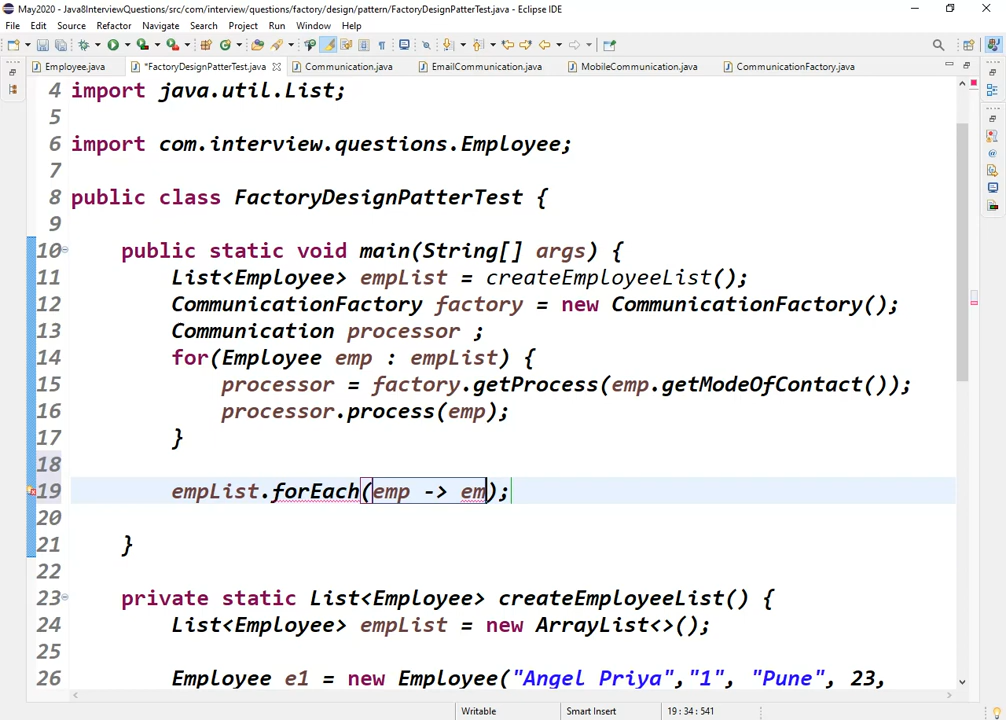 May2020 - Java8InterviewQuestions/src/com/interview/questions/factory/design/pattern/FactoryDesignPatterTest.java - Eclipse IDE
File Edit Source Refactor Navigate Search Project Run Window Help
Employee.java *FactoryDesignPatterTest.java Communication.java EmailCommunication.java MobileCommunication.java CommunicationFactory.java
4 import java.util.List;
5
6 import com.interview.questions.Employee;
7
8 public class FactoryDesignPatterTest {
9
10 public static void main(String[] args) {
11 List<Employee> empList = createEmployeeList();
12 CommunicationFactory factory = new CommunicationFactory();
13 Communication processor ;
14 for(Employee emp : empList) {
15 processor = factory.getProcess(emp.getModeOfContact());
16 processor.process(emp);
17 }
18
19 empList.forEach(emp -> em);
20
21 }
22
23 private static List<Employee> createEmployeeList() {
24 List<Employee> empList = new ArrayList<>();
25
26 Employee e1 = new Employee("Angel Priya","1", "Pune", 23,
Writable Smart Insert 19 : 34 : 541